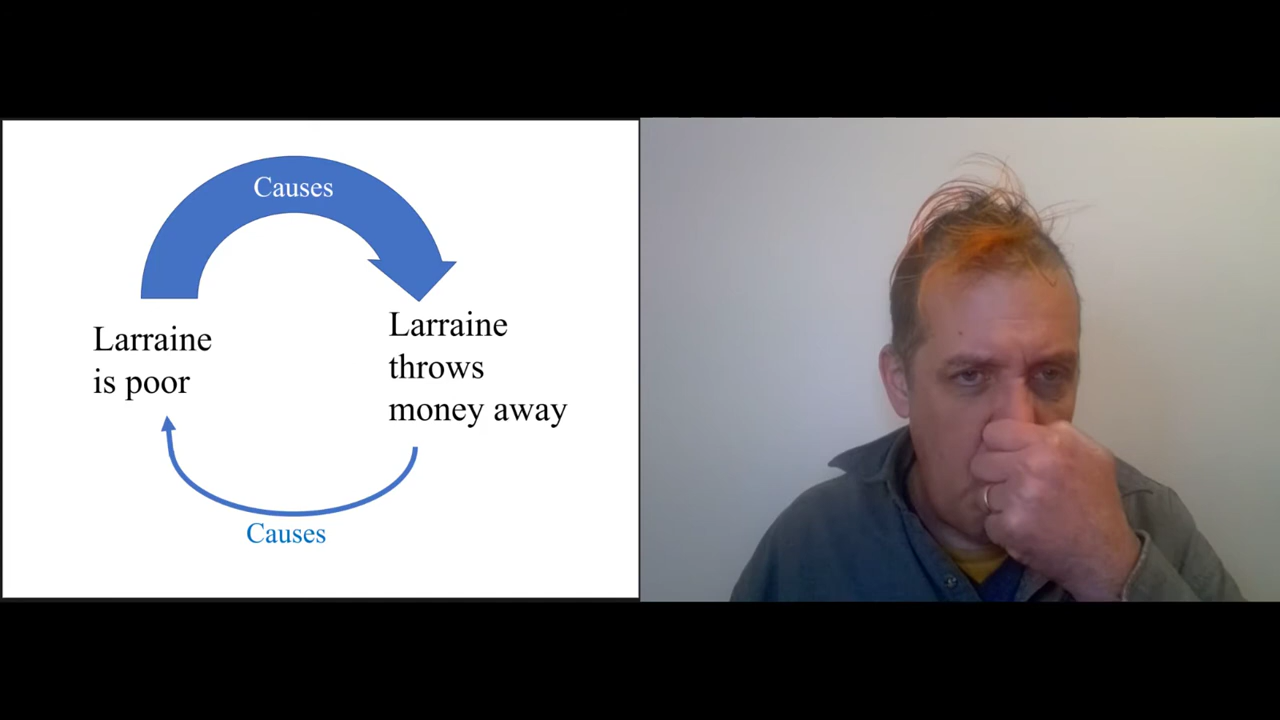 Causes
Larraine
is poor
Larraine
throws
money away
Causes